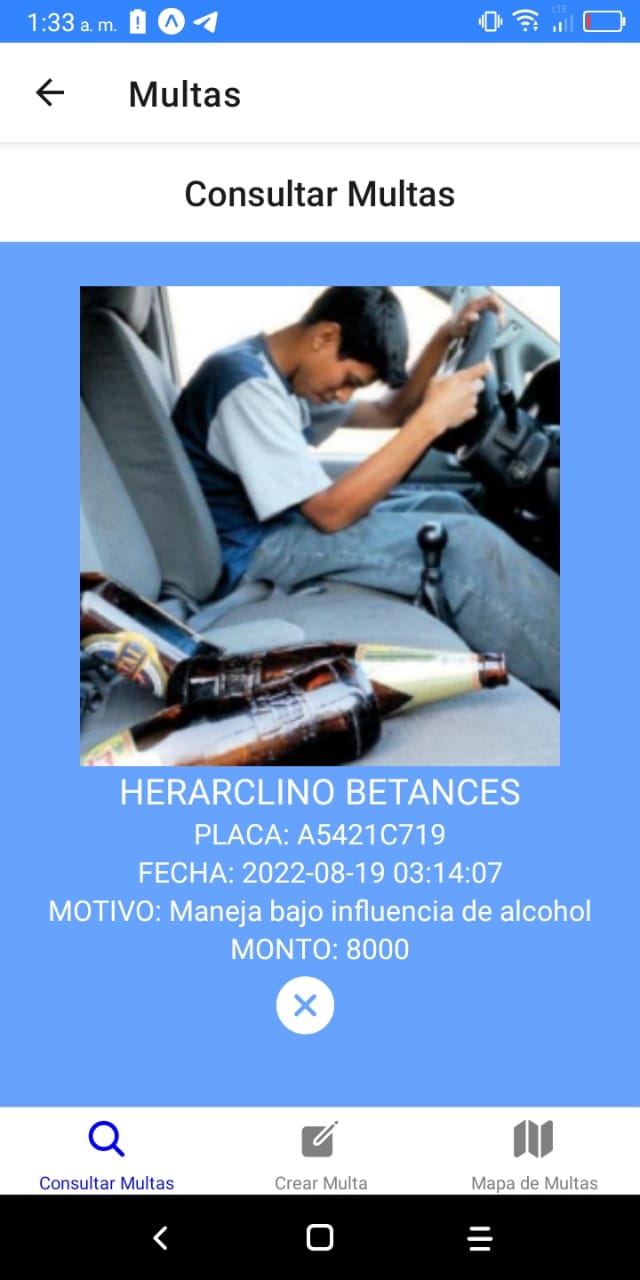 1:33 a. m.
LTE
Multas
Consultar Multas
HERARCLINO BETANCES
PLACA: A5421C719
FECHA: 2022-08-19 03:14:07
MOTIVO: Maneja bajo influencia de alcohol
MONTO: 8000
Consultar Multas
Crear Multa
Mapa de Multas